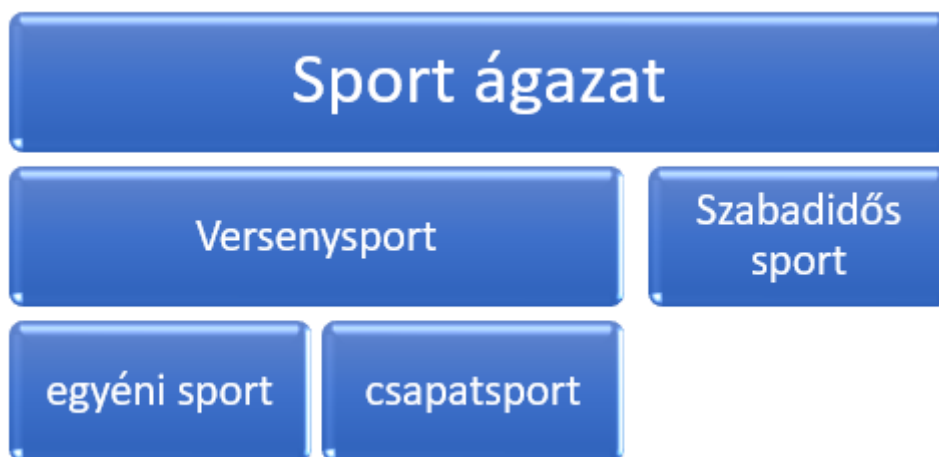 Sport ágazat
Versenysport
Szabadidős
sport
egyéni sport
csapatsport